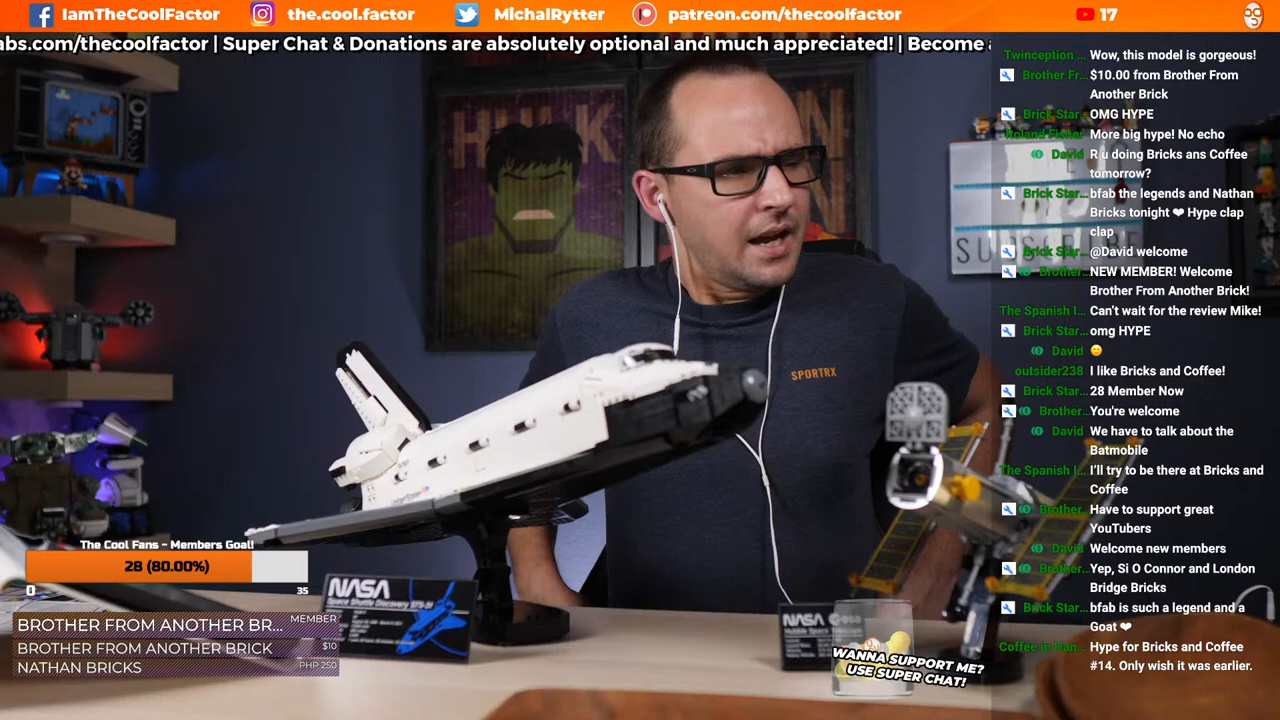 IamTheCoolFactor the.cool.factor MichalRytter patreon.com/thecoolfactor 17
abs.com/thecoolfactor | Super Chat & Donations are absolutely optional and much appreciated! | Become
HULK
SUBSCRIBE
SPORTRX
Twinception ... Wow, this model is gorgeous!
Brother Fr... $10.00 from Brother From
Another Brick
Brick Star... OMG HYPE
Roland Fisher More big hype! No echo
David R u doing Bricks ans Coffee
tomorrow?
Brick Star... bfab the legends and Nathan
Bricks tonight ❤ Hype clap
clap
Brick Star... @David welcome
Brother... NEW MEMBER! Welcome
Brother From Another Brick!
The Spanish I... Can't wait for the review Mike!
Brick Star... omg HYPE
David 🙂
outsider238 I like Bricks and Coffee!
Brick Star... 28 Member Now
Brother... You're welcome
David We have to talk about the
Batmobile
The Spanish I... I'll try to be there at Bricks and
Coffee
Brother... Have to support great
YouTubers
David Welcome new members
Brother... Yep, Si O Connor and London
Bridge Bricks
Brick Star... bfab is such a legend and a
Goat ❤
Coffee in Han... Hype for Bricks and Coffee
#14. Only wish it was earlier.
United States
The Cool Fans - Members Goal!
28 (80.00%)
0 35
BROTHER FROM ANOTHER BR... MEMBER
BROTHER FROM ANOTHER BRICK $10
NATHAN BRICKS PHP 250
NASA
Space Shuttle Discovery STS-31
NASA esa
Hubble Space Telescope
WANNA SUPPORT ME?
USE SUPER CHAT!